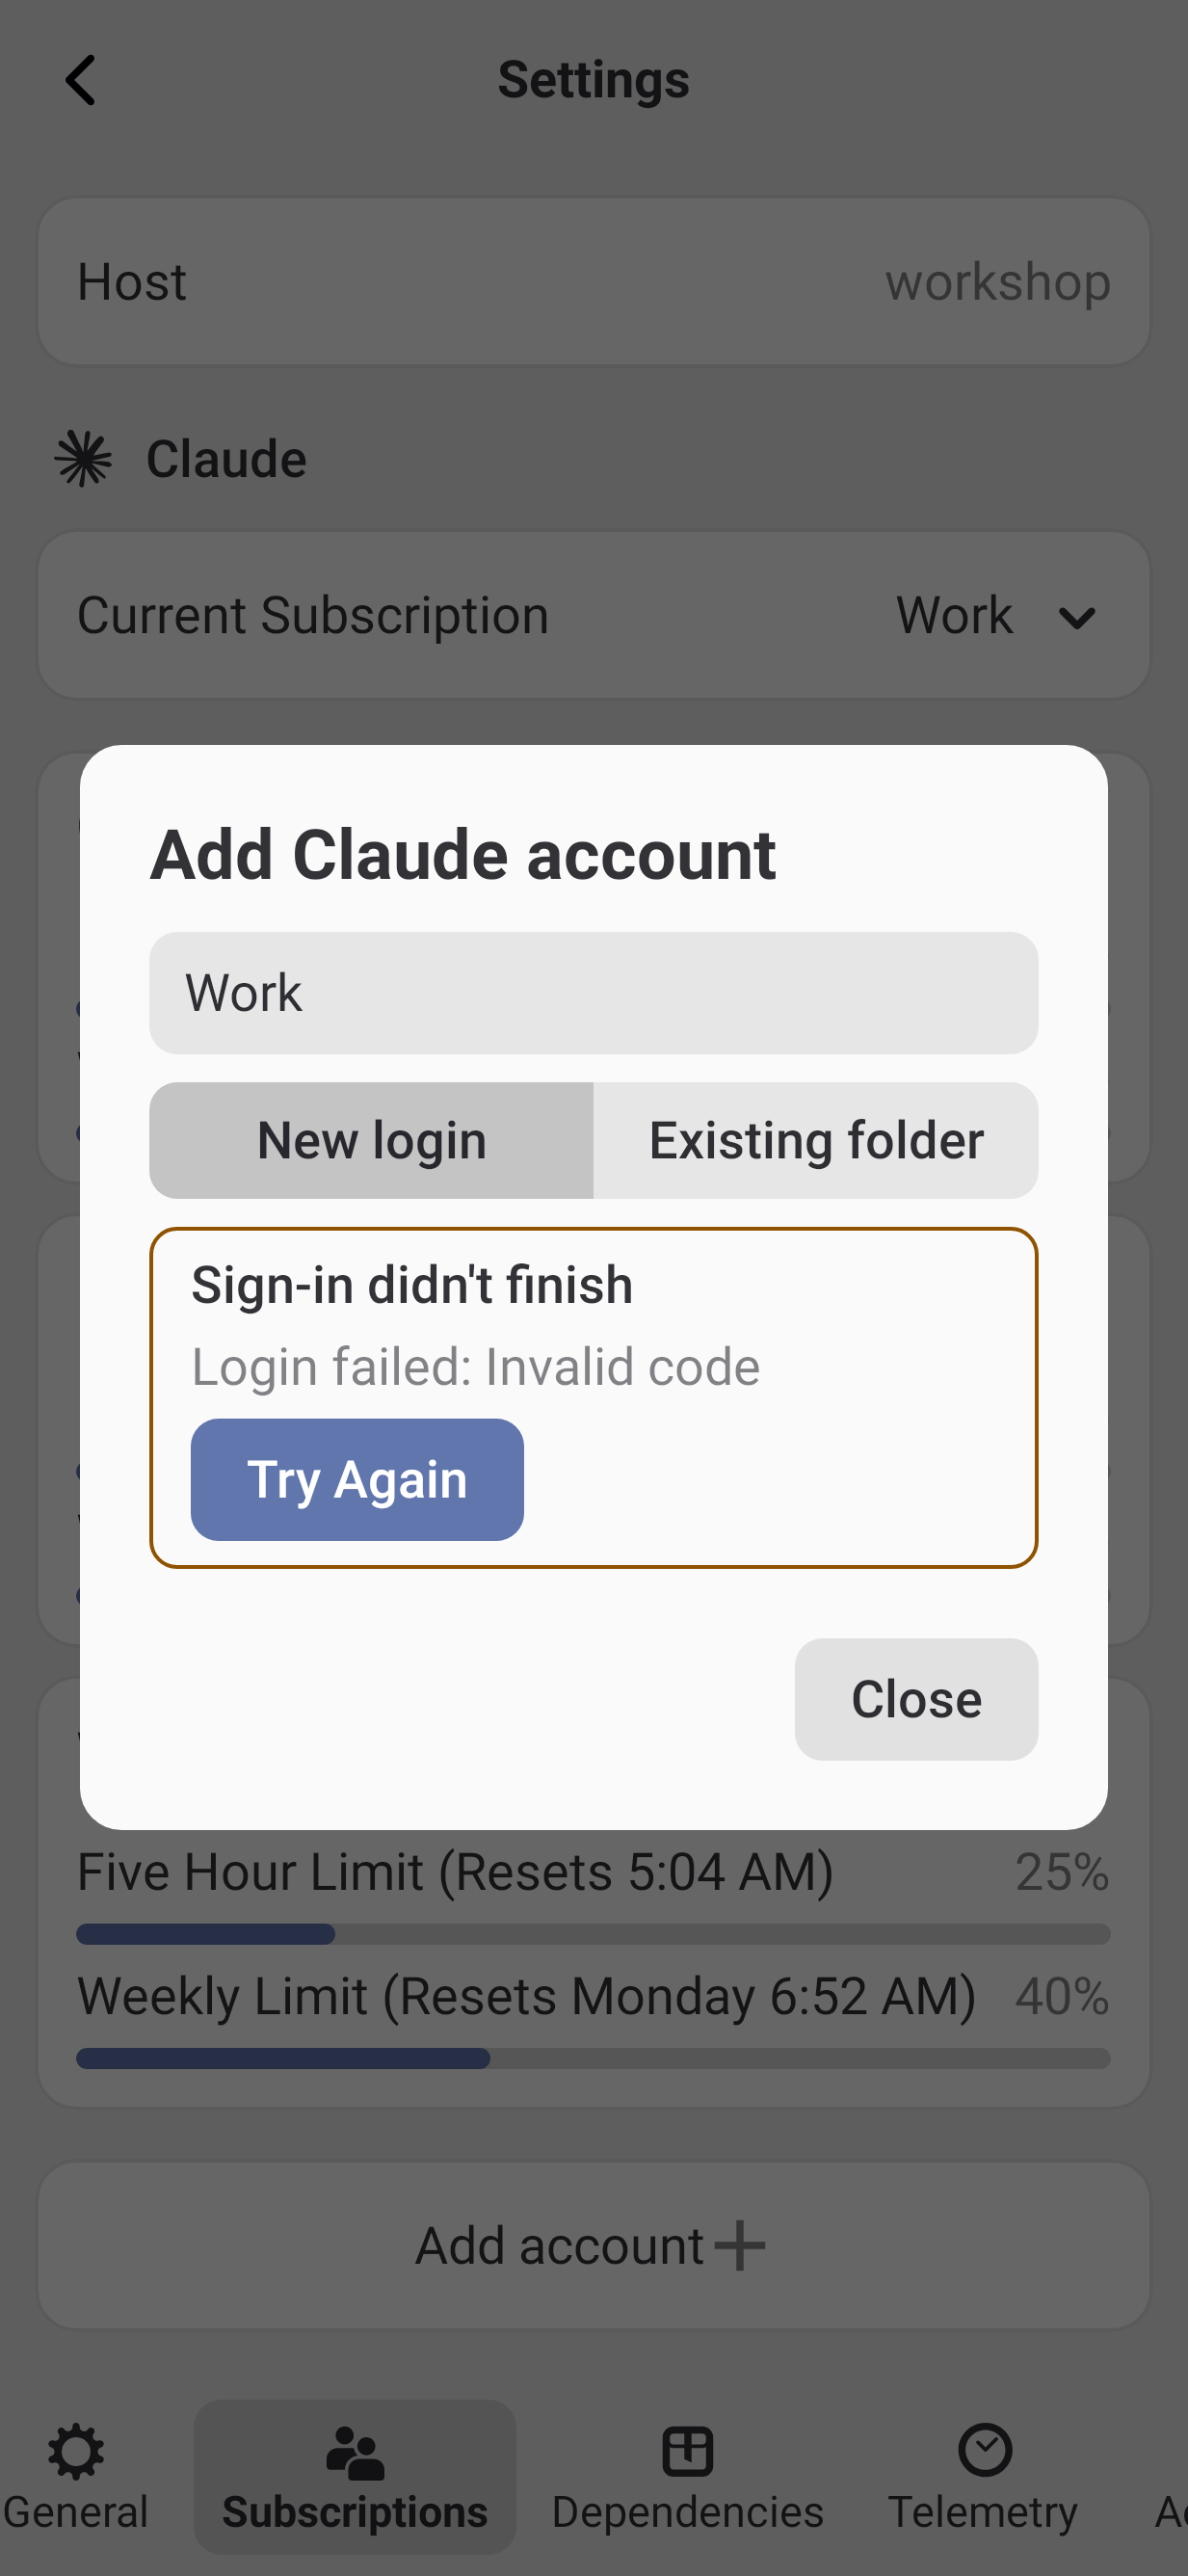 Settings
Host workshop
Claude
Current Subscription Work
Add Claude account
Work
New login Existing folder
Sign-in didn't finish
Login failed: Invalid code
Try Again
Close
Five Hour Limit (Resets 5:04 AM) 25%
Weekly Limit (Resets Monday 6:52 AM) 40%
Add account
General Subscriptions Dependencies Telemetry